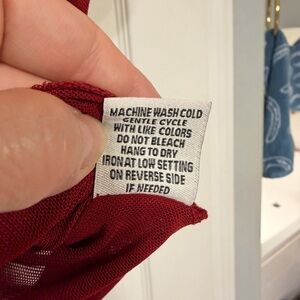 MACHINE WASH COLD
GENTLE CYCLE
WITH LIKE COLORS
DO NOT BLEACH
HANG TO DRY
IRON AT LOW SETTING
ON REVERSE SIDE
IF NEEDED